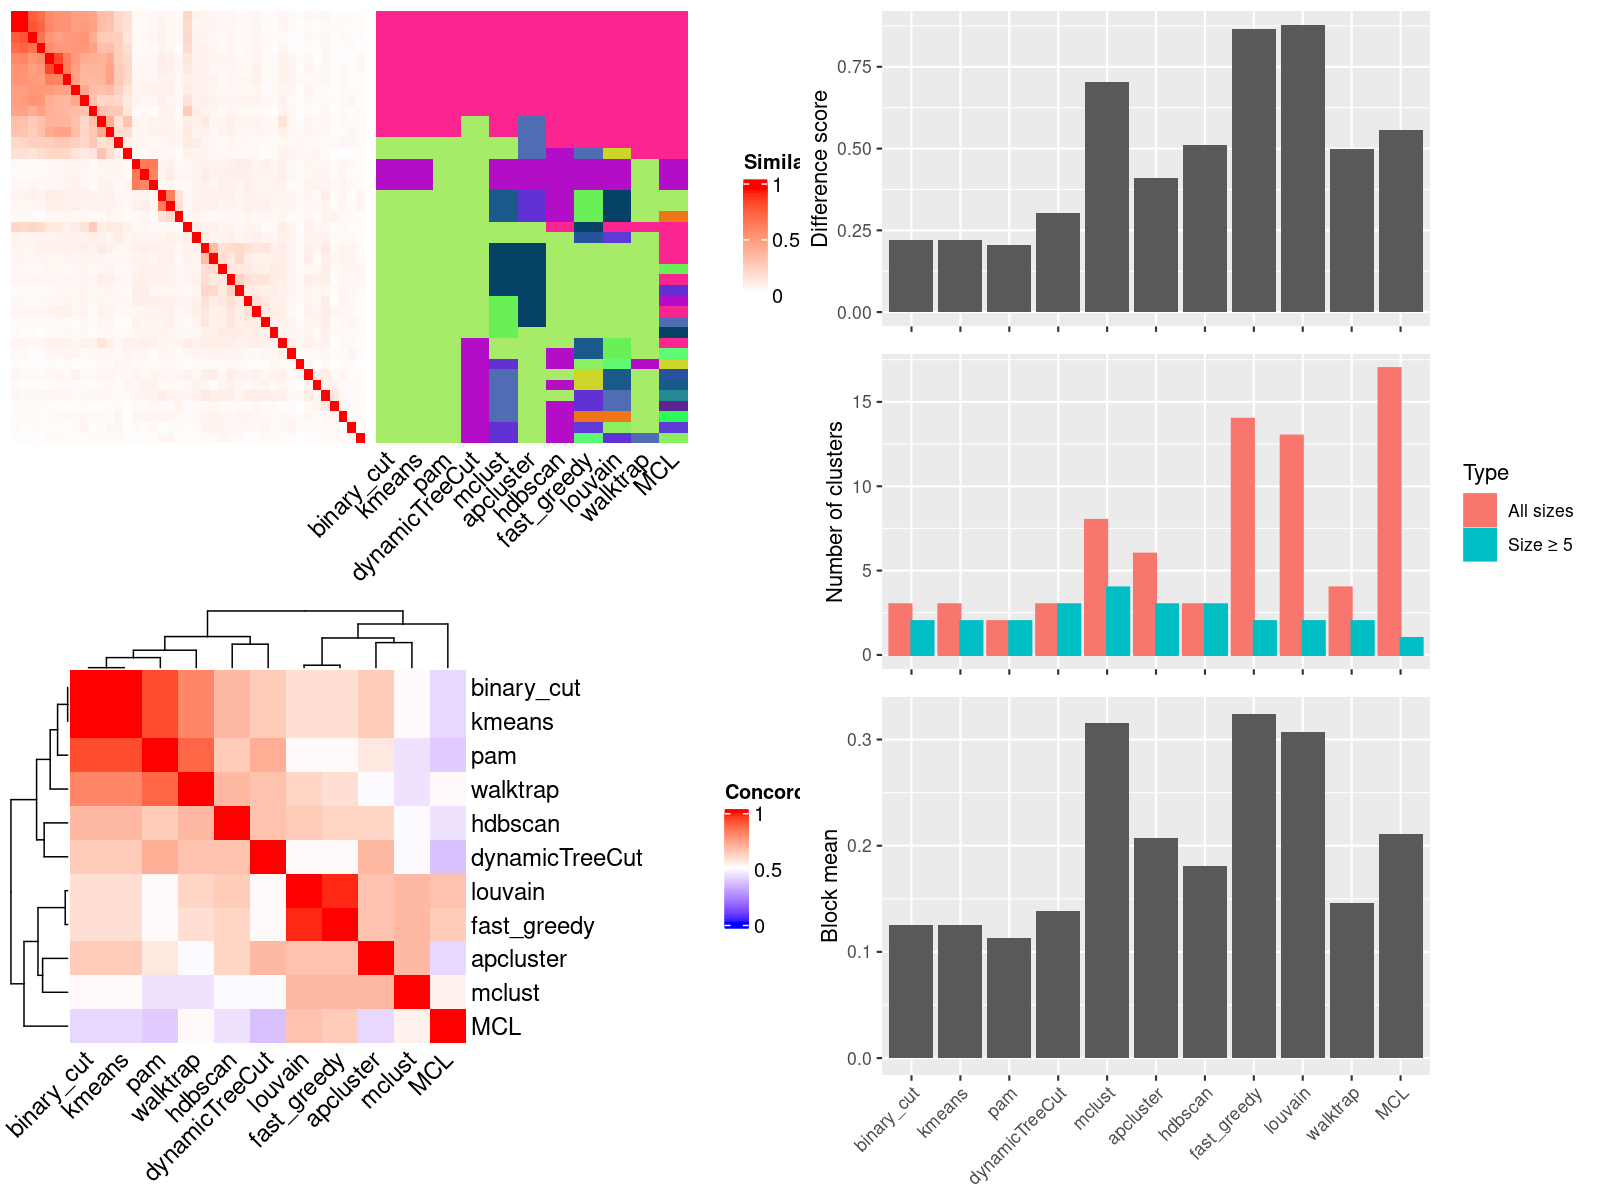 Simila
1
0.5
0
binary_cut
kmeans
pam
dynamicTreeCut
mclust
apcluster
hdbscan
fast_greedy
louvain
walktrap
MCL
Difference score
0.75
0.50
0.25
0.00
Number of clusters
15
10
5
0
Type
All sizes
Size ≥ 5
binary_cut
kmeans
pam
walktrap
hdbscan
dynamicTreeCut
louvain
fast_greedy
apcluster
mclust
MCL
binary_cut
kmeans
pam
walktrap
hdbscan
dynamicTreeCut
louvain
fast_greedy
apcluster
mclust
MCL
Concord
1
0.5
0
Block mean
0.3
0.2
0.1
0.0
binary_cut
kmeans
pam
dynamicTreeCut
mclust
apcluster
hdbscan
fast_greedy
louvain
walktrap
MCL